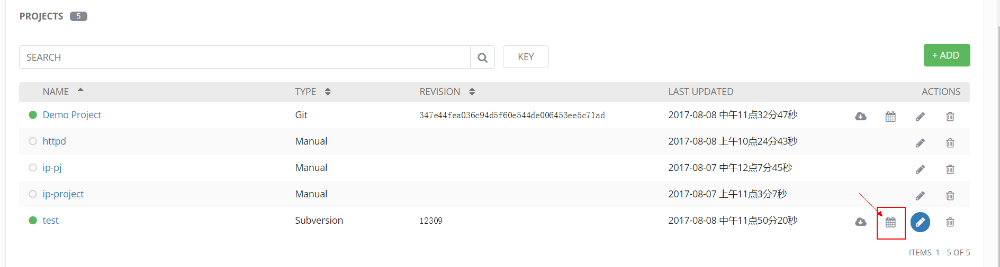 PROJECTS 5
SEARCH KEY + ADD
NAME TYPE REVISION LAST UPDATED ACTIONS
Demo Project Git 347e44fea036c94d5f60e544de006453ee5c71ad 2017-08-08 中午11点32分47秒
httpd Manual 2017-08-08 上午10点24分43秒
ip-pj Manual 2017-08-07 中午12点7分45秒
ip-project Manual 2017-08-07 上午11点3分7秒
test Subversion 12309 2017-08-08 中午11点50分20秒
ITEMS 1 - 5 OF 5